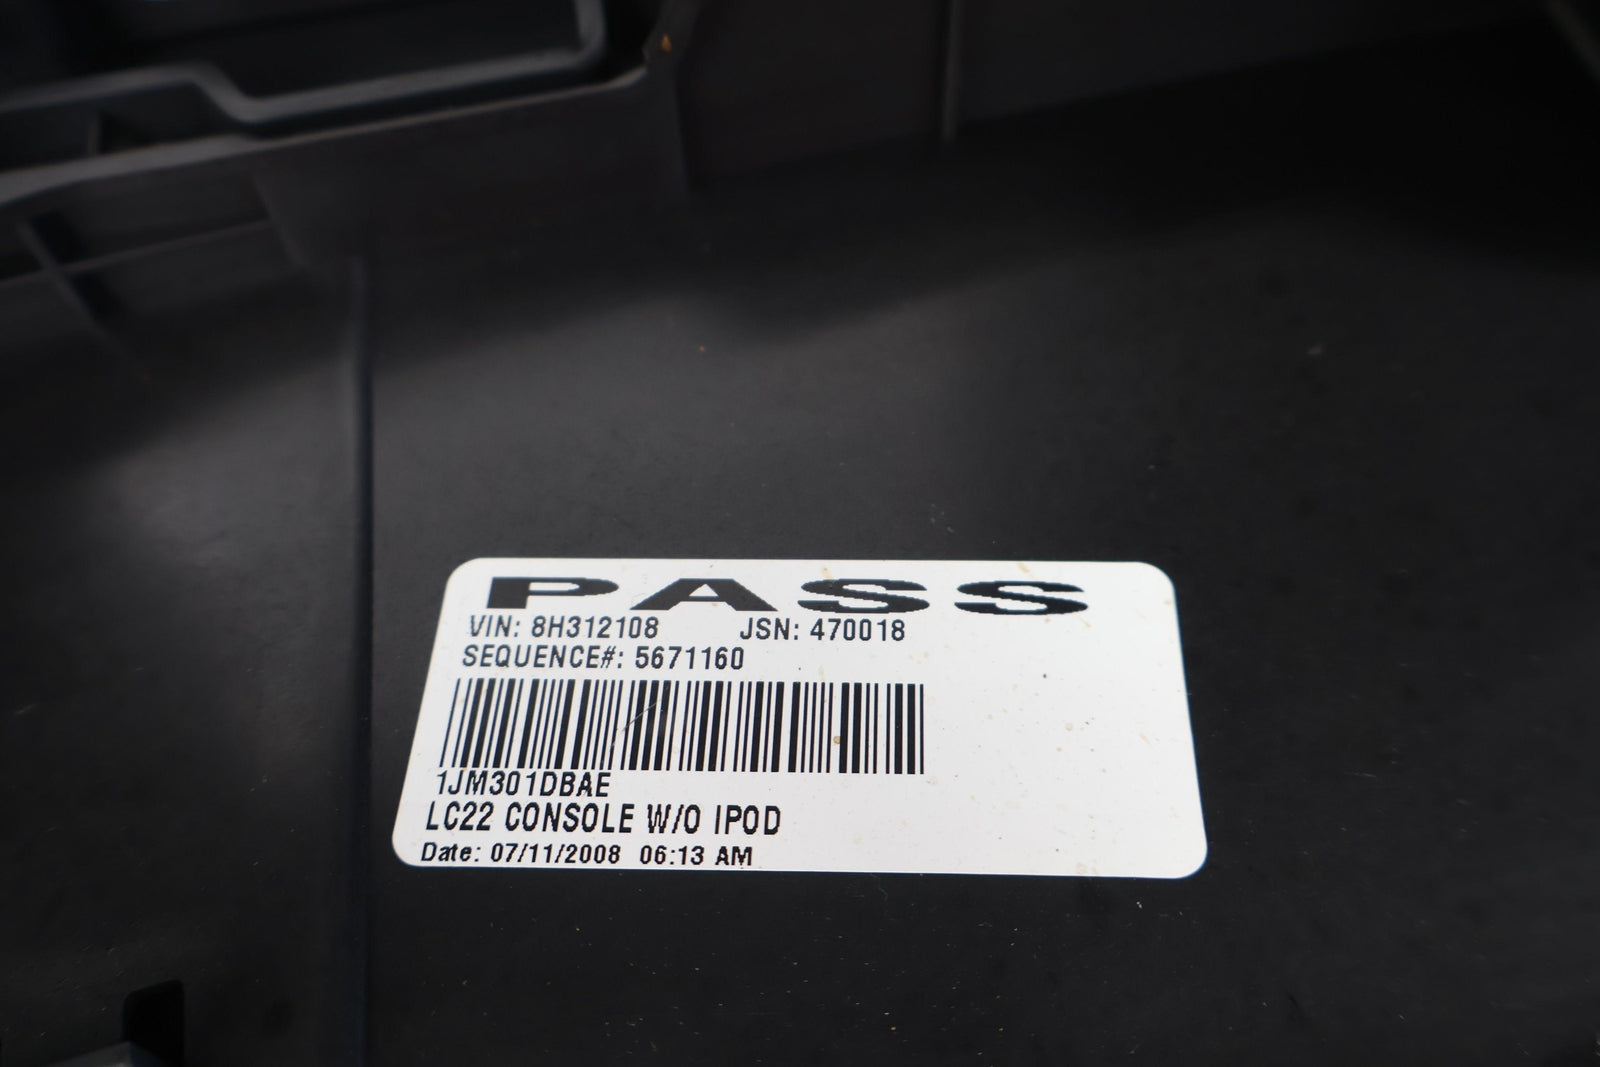 PASS
VIN: 8H312108 JSN: 470018
SEQUENCE#: 5671160
1JM301DBAE
LC22 CONSOLE W/O IPOD
Date: 07/11/2008 06:13 AM